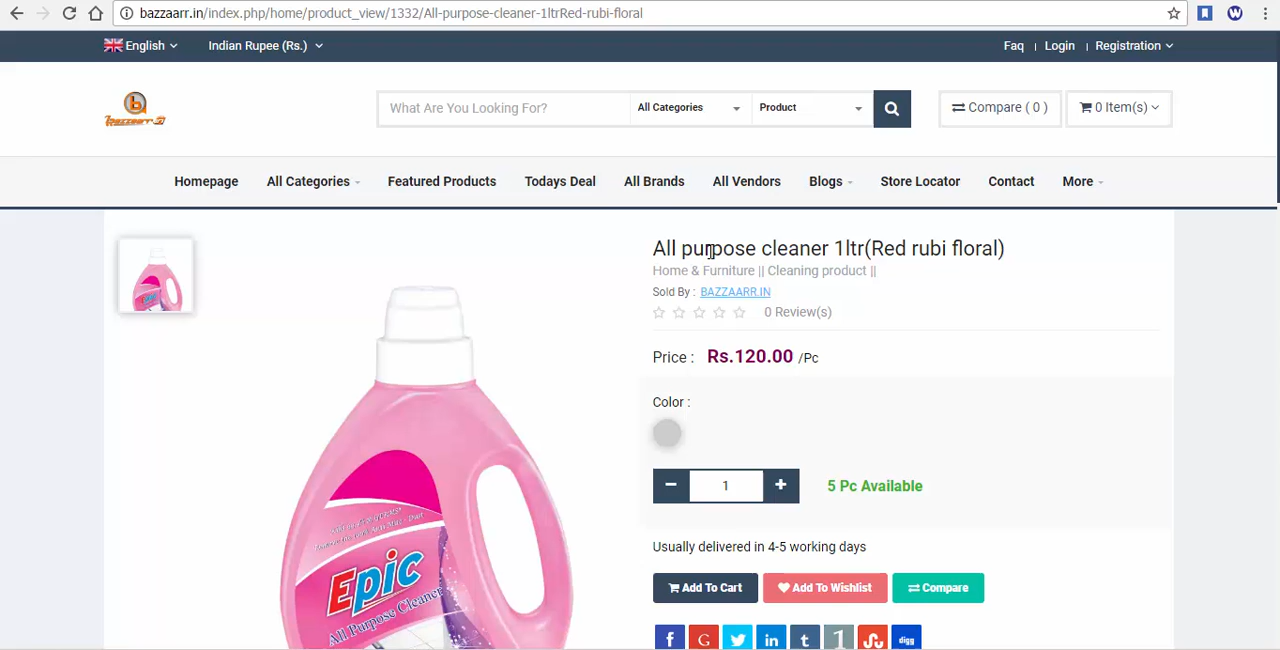 bazzaarr.in/index.php/home/product_view/1332/All-purpose-cleaner-1ltrRed-rubi-floral
English Indian Rupee (Rs.) Faq Login Registration
What Are You Looking For? All Categories Product Compare ( 0 ) 0 Item(s)
Homepage All Categories Featured Products Todays Deal All Brands All Vendors Blogs Store Locator Contact More
All purpose cleaner 1ltr(Red rubi floral)
Home & Furniture || Cleaning product ||
Sold By : BAZZAARR.IN
0 Review(s)
Price : Rs.120.00 /Pc
Color :
- 1 + 5 Pc Available
Usually delivered in 4-5 working days
Add To Cart Add To Wishlist Compare
f G in t 1 digg
Epic
All Purpose Cleaner